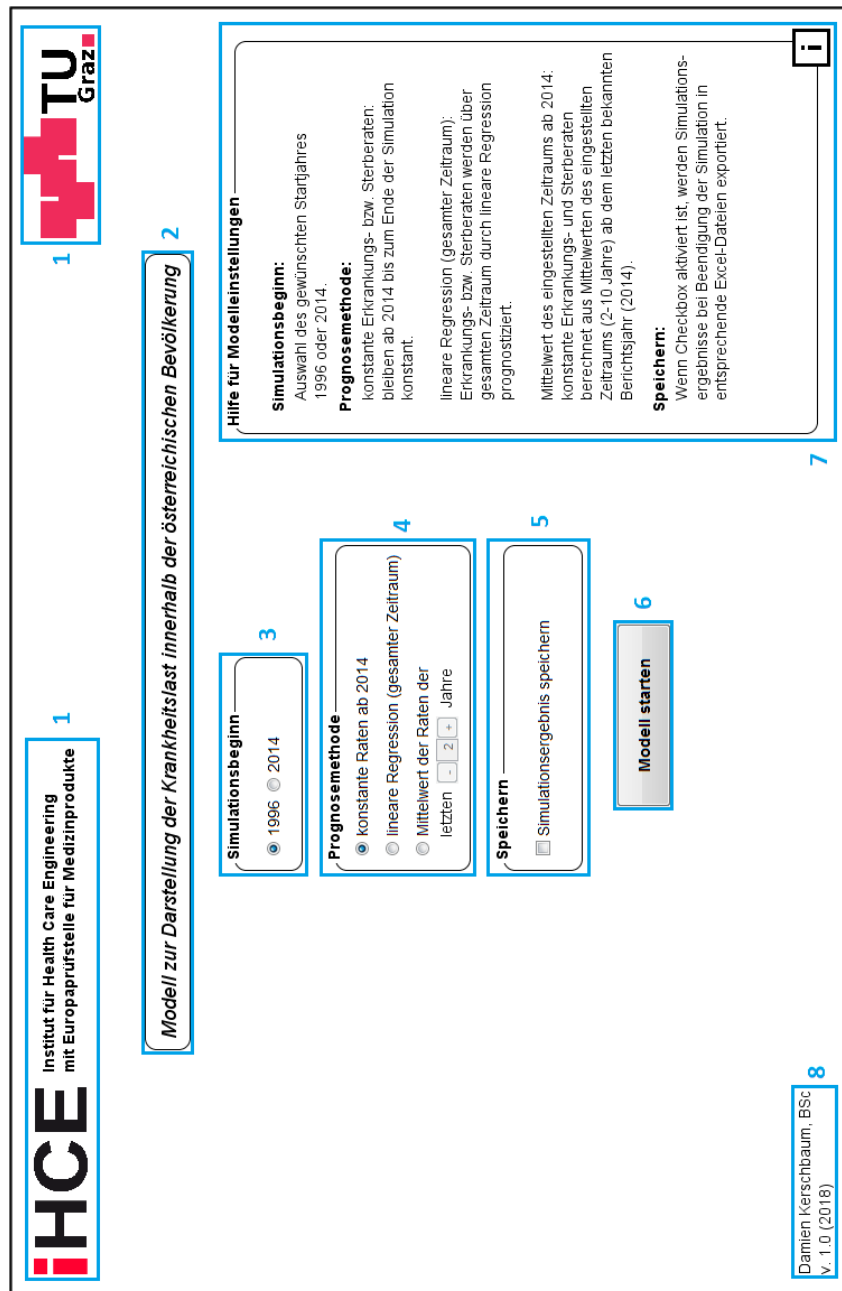 iHCE
Institut für Health Care Engineering
mit Europaprüfstelle für Medizinprodukte
1
1
TU
Graz
Modell zur Darstellung der Krankheitslast innerhalb der österreichischen Bevölkerung
2
Simulationsbeginn
1996 2014
3
Prognosemethode
konstante Raten ab 2014
lineare Regression (gesamter Zeitraum)
Mittelwert der Raten der
letzten - 2 + Jahre
4
Speichern
Simulationsergebnis speichern
5
Modell starten
6
Hilfe für Modelleinstellungen
Simulationsbeginn:
Auswahl des gewünschten Startjahres
1996 oder 2014.
Prognosemethode:
konstante Erkrankungs- bzw. Sterberaten:
bleiben ab 2014 bis zum Ende der Simulation
konstant.
lineare Regression (gesamter Zeitraum):
Erkrankungs- bzw. Sterberaten werden über
gesamten Zeitraum durch lineare Regression
prognostiziert.
Mittelwert des eingestellten Zeitraums ab 2014:
konstante Erkrankungs- und Sterberaten
berechnet aus Mittelwerten des eingestellten
Zeitraums (2-10 Jahre) ab dem letzten bekannten
Berichtsjahr (2014).
Speichern:
Wenn Checkbox aktiviert ist, werden Simulations-
ergebnisse bei Beendigung der Simulation in
entsprechende Excel-Dateien exportiert.
i
7
Damien Kerschbaum, BSc
v. 1.0 (2018)
8